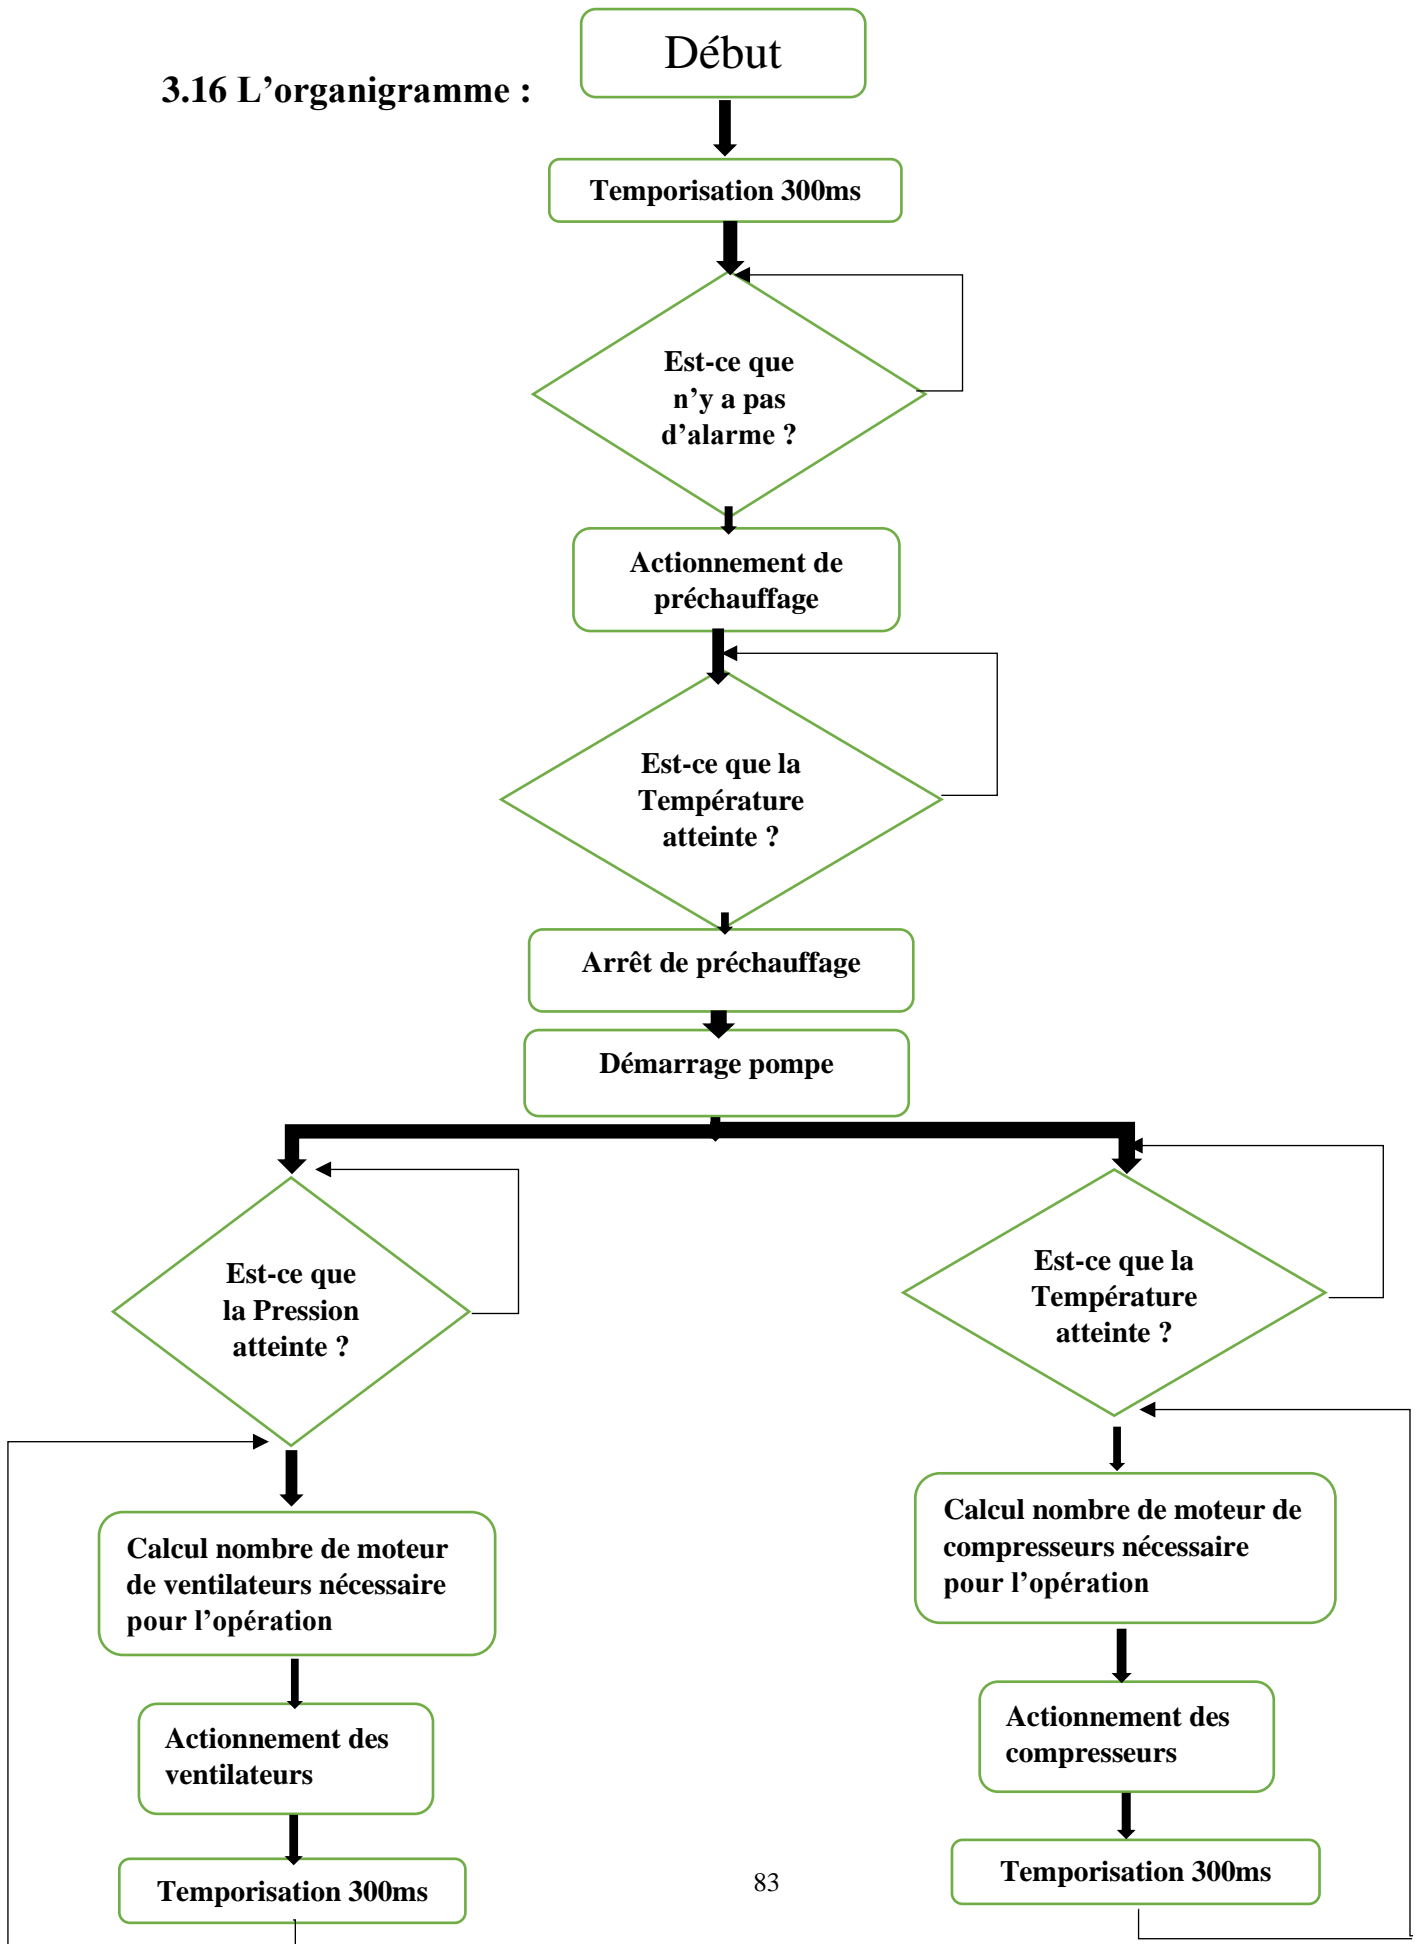 Début
3.16 L'organigramme :
Temporisation 300ms
Est-ce que
n'y a pas
d'alarme ?
Actionnement de
préchauffage
Est-ce que la
Température
atteinte ?
Arrêt de préchauffage
Démarrage pompe
Est-ce que
la Pression
atteinte ?
Est-ce que la
Température
atteinte ?
Calcul nombre de moteur
de ventilateurs nécessaire
pour l'opération
Calcul nombre de moteur de
compresseurs nécessaire
pour l'opération
Actionnement des
ventilateurs
Actionnement des
compresseurs
Temporisation 300ms
Temporisation 300ms
83